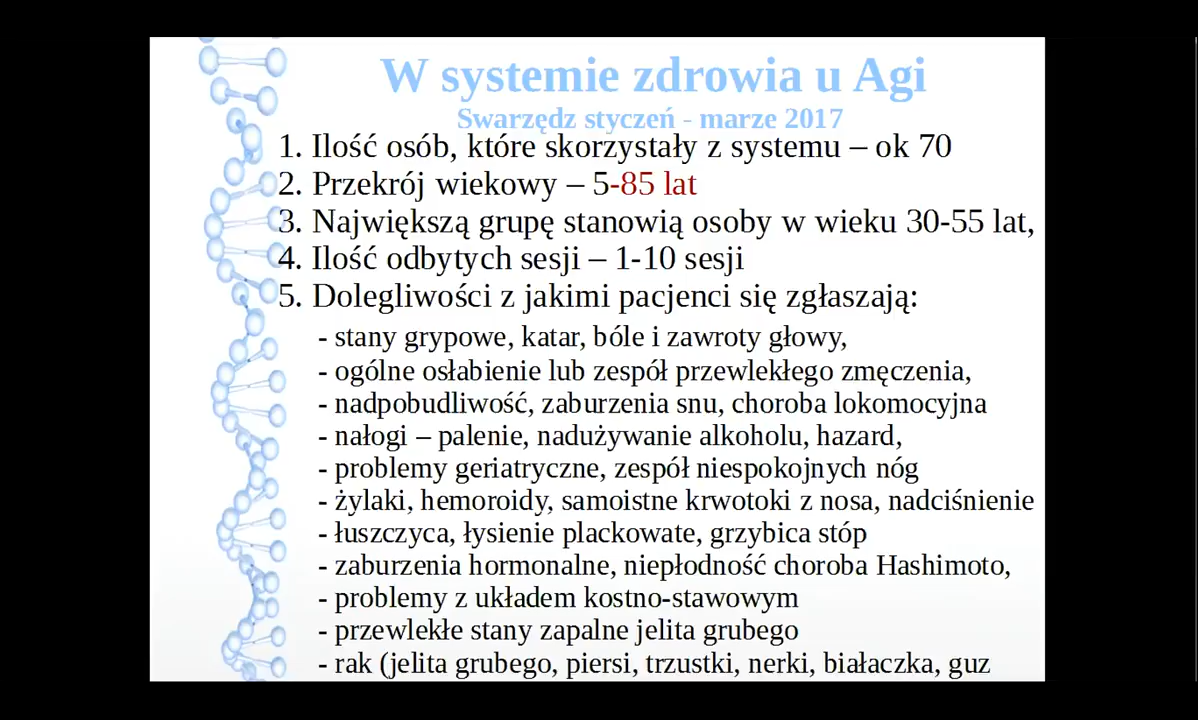 W systemie zdrowia u Agi
Swarzędz styczeń - marze 2017
1. Ilość osób, które skorzystały z systemu – ok 70
2. Przekrój wiekowy – 5-85 lat
3. Największą grupę stanowią osoby w wieku 30-55 lat,
4. Ilość odbytych sesji – 1-10 sesji
5. Dolegliwości z jakimi pacjenci się zgłaszają:
- stany grypowe, katar, bóle i zawroty głowy,
- ogólne osłabienie lub zespół przewlekłego zmęczenia,
- nadpobudliwość, zaburzenia snu, choroba lokomocyjna
- nałogi – palenie, nadużywanie alkoholu, hazard,
- problemy geriatryczne, zespół niespokojnych nóg
- żylaki, hemoroidy, samoistne krwotoki z nosa, nadciśnienie
- łuszczyca, łysienie plackowate, grzybica stóp
- zaburzenia hormonalne, niepłodność choroba Hashimoto,
- problemy z układem kostno-stawowym
- przewlekłe stany zapalne jelita grubego
- rak (jelita grubego, piersi, trzustki, nerki, białaczka, guz